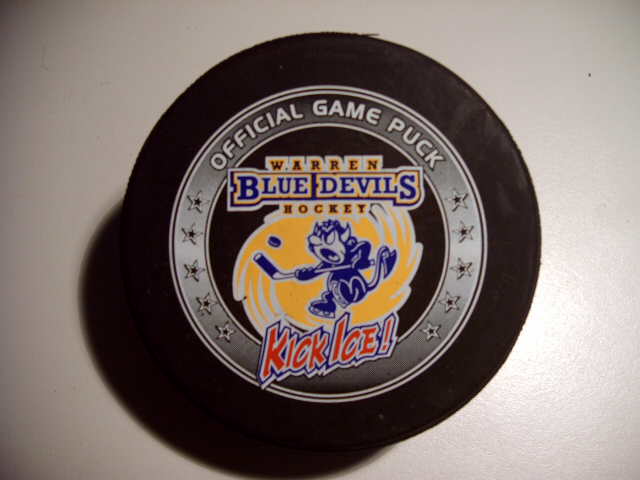 OFFICIAL GAME PUCK
WARREN
BLUE DEVILS
HOCKEY
KICK ICE!